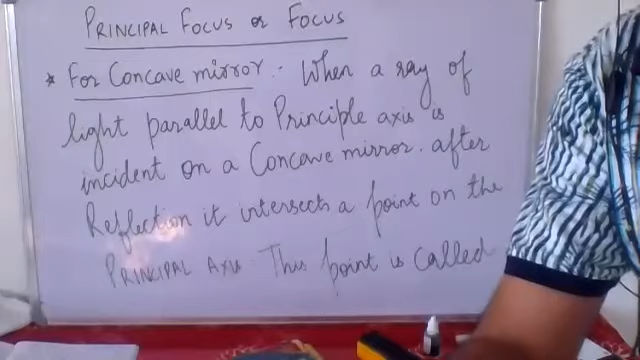 PRINCIPAL FOCUS or FOCUS
* For Concave mirror :- When a ray of
light parallel to Principle axis is
incident on a Concave mirror. after
Reflection it intersects a point on the
PRINCIPAL AXIS. This point is called